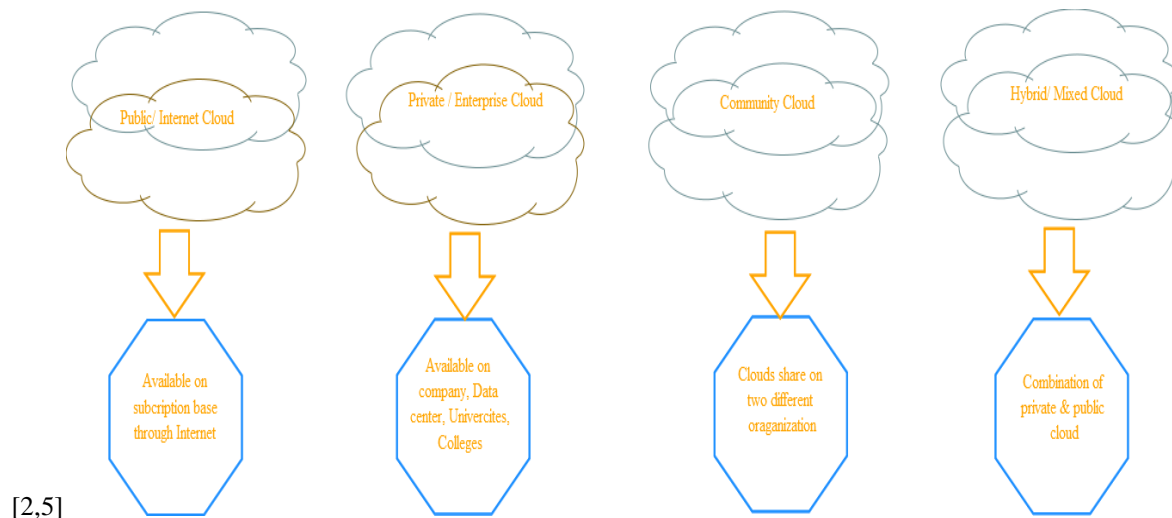 Public/ Internet Cloud
Private / Enterprise Cloud
Community Cloud
Hybrid/ Mixed Cloud
Available on
subcription base
through Internet
Available on
company, Data
center, Univercites,
Colleges
Clouds share on
two different
oraganization
Combination of
private & public
cloud
[2,5]